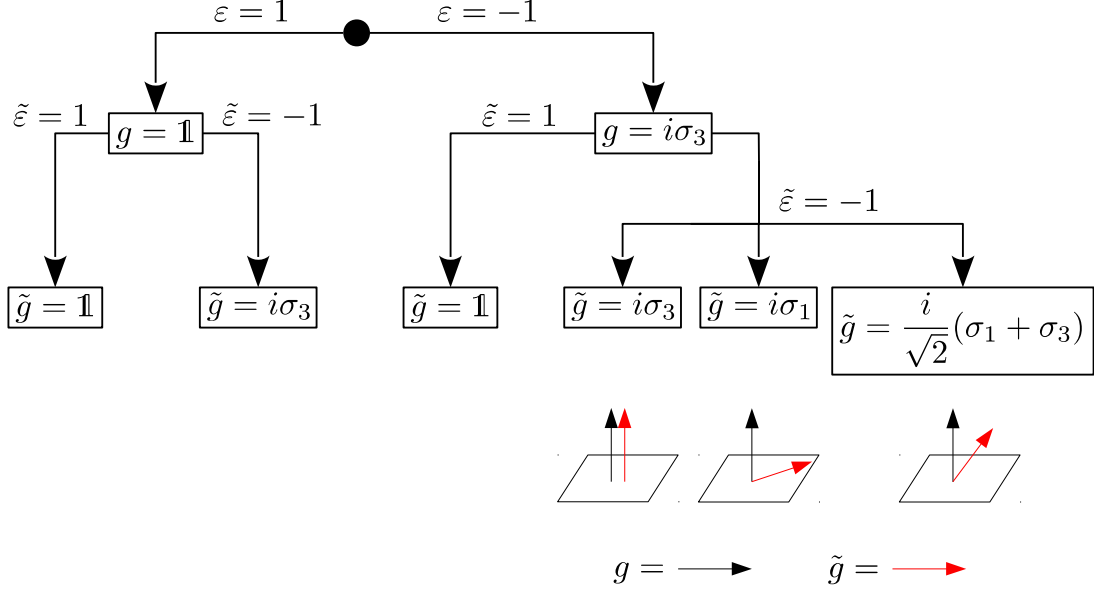 ε = 1 ε = −1
ε̃ = 1 g = 𝟙 ε̃ = −1 ε̃ = 1 g = iσ₃
ε̃ = −1
g̃ = 𝟙 g̃ = iσ₃ g̃ = 𝟙 g̃ = iσ₃ g̃ = iσ₁ g̃ = i/√2(σ₁ + σ₃)
g = g̃ =